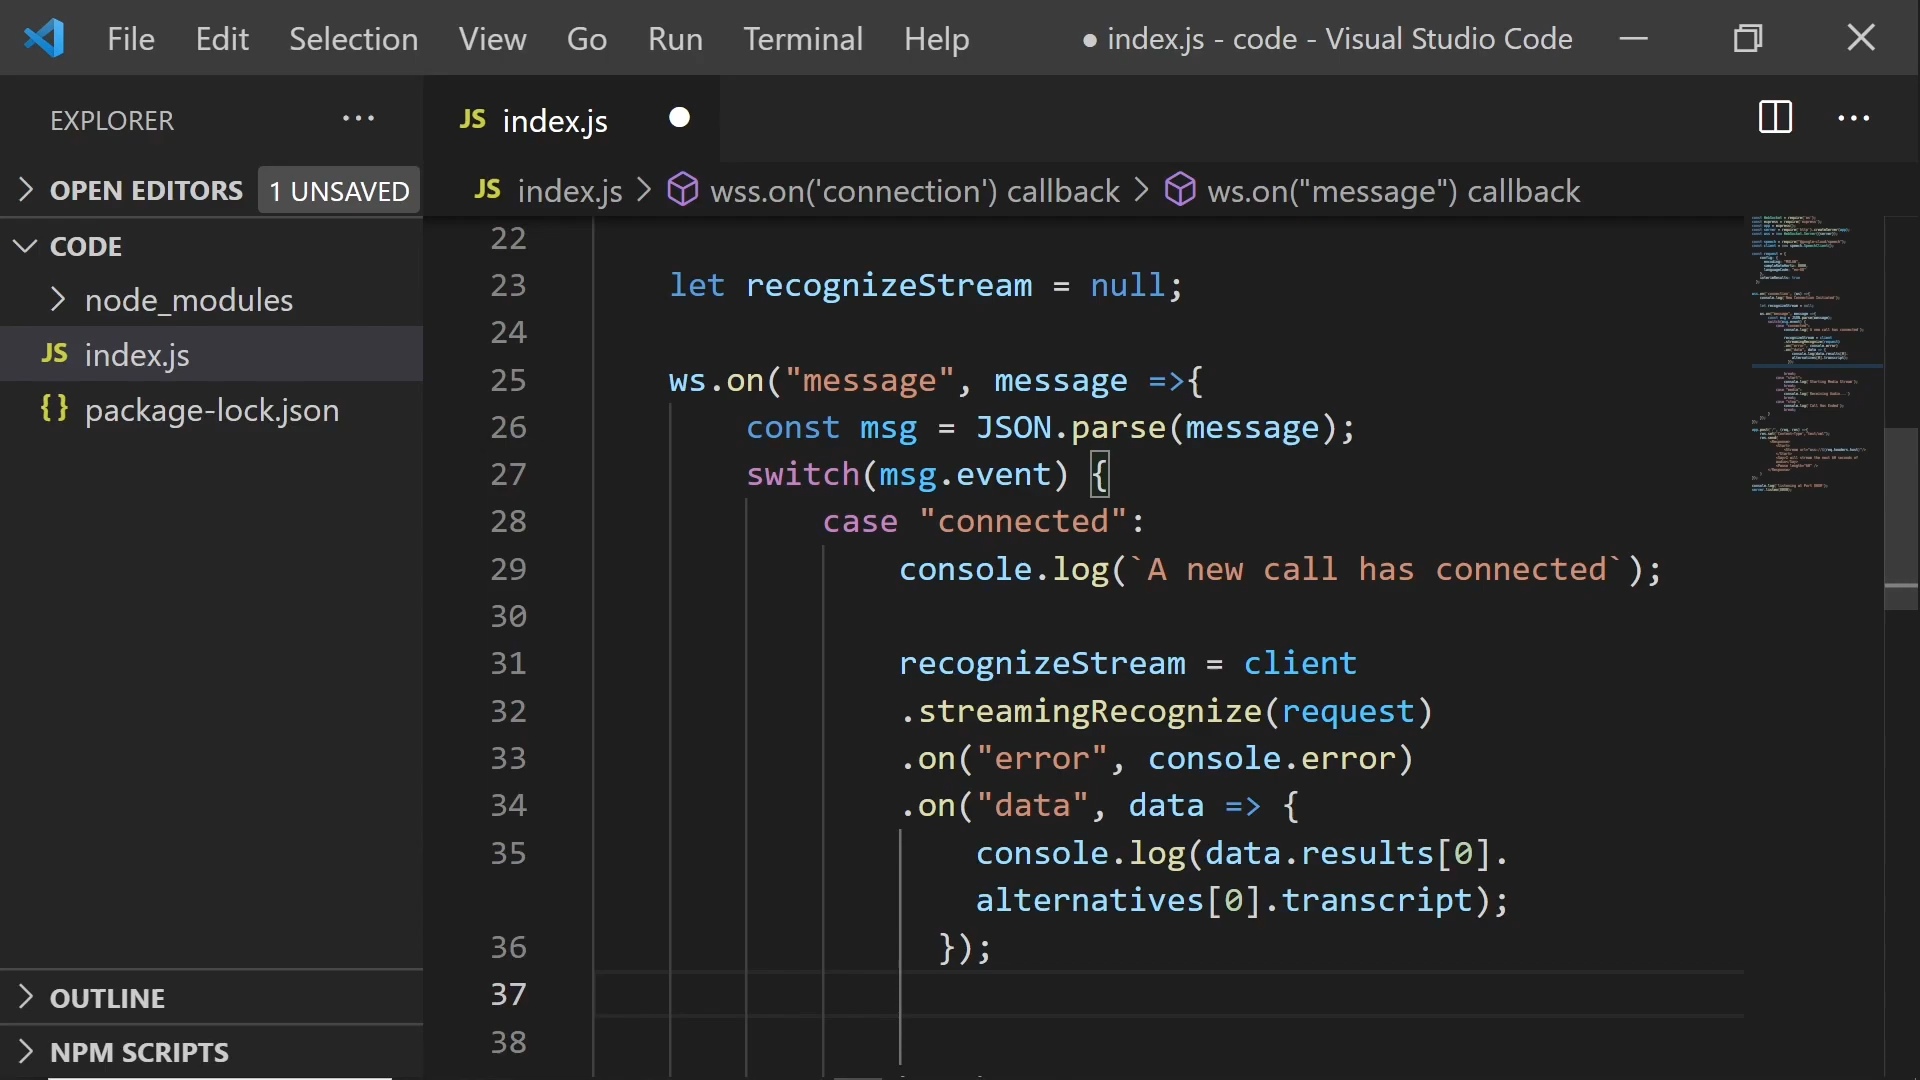 File Edit Selection View Go Run Terminal Help ● index.js - code - Visual Studio Code
EXPLORER
JS index.js
OPEN EDITORS 1 UNSAVED
JS index.js > wss.on('connection') callback > ws.on("message") callback
CODE
node_modules
JS index.js
{} package-lock.json
OUTLINE
NPM SCRIPTS
22
23 let recognizeStream = null;
24
25 ws.on("message", message =>{
26 const msg = JSON.parse(message);
27 switch(msg.event) {
28 case "connected":
29 console.log(`A new call has connected`);
30
31 recognizeStream = client
32 .streamingRecognize(request)
33 .on("error", console.error)
34 .on("data", data => {
35 console.log(data.results[0].
alternatives[0].transcript);
36 });
37
38